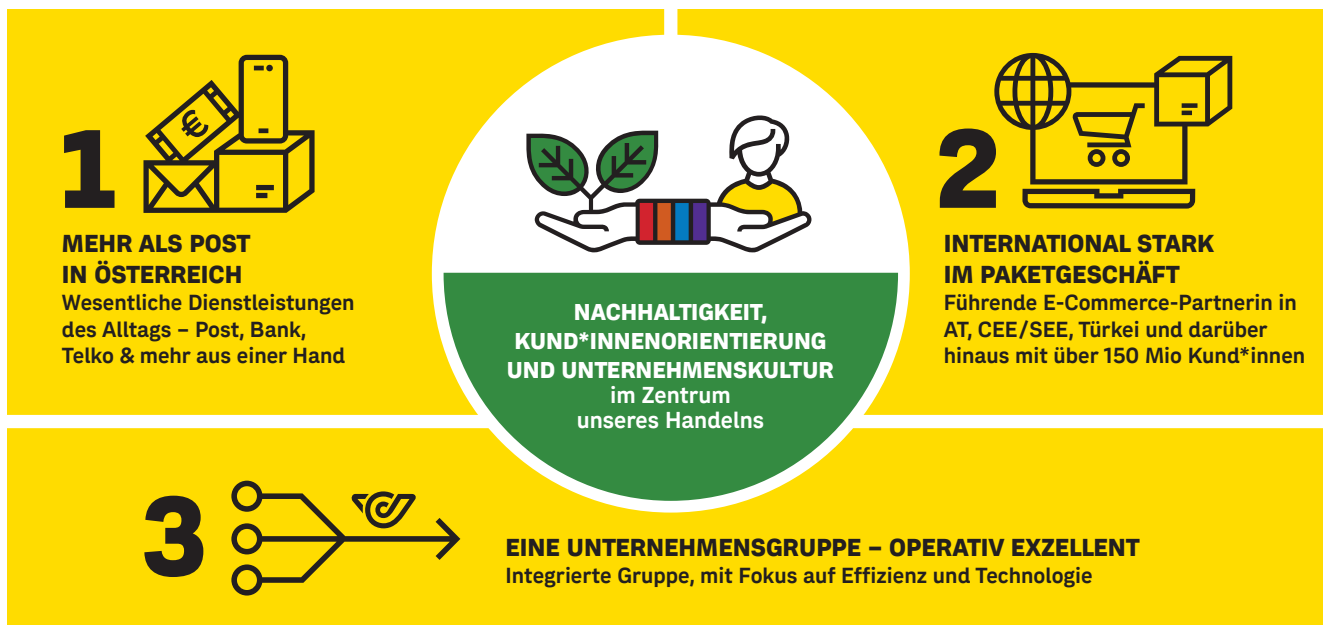 1
MEHR ALS POST
IN ÖSTERREICH
Wesentliche Dienstleistungen
des Alltags – Post, Bank,
Telko & mehr aus einer Hand
€
NACHHALTIGKEIT,
KUND*INNENORIENTIERUNG
UND UNTERNEHMENSKULTUR
im Zentrum
unseres Handelns
2
INTERNATIONAL STARK
IM PAKETGESCHÄFT
Führende E-Commerce-Partnerin in
AT, CEE/SEE, Türkei und darüber
hinaus mit über 150 Mio Kund*innen
3
EINE UNTERNEHMENSGRUPPE – OPERATIV EXZELLENT
Integrierte Gruppe, mit Fokus auf Effizienz und Technologie